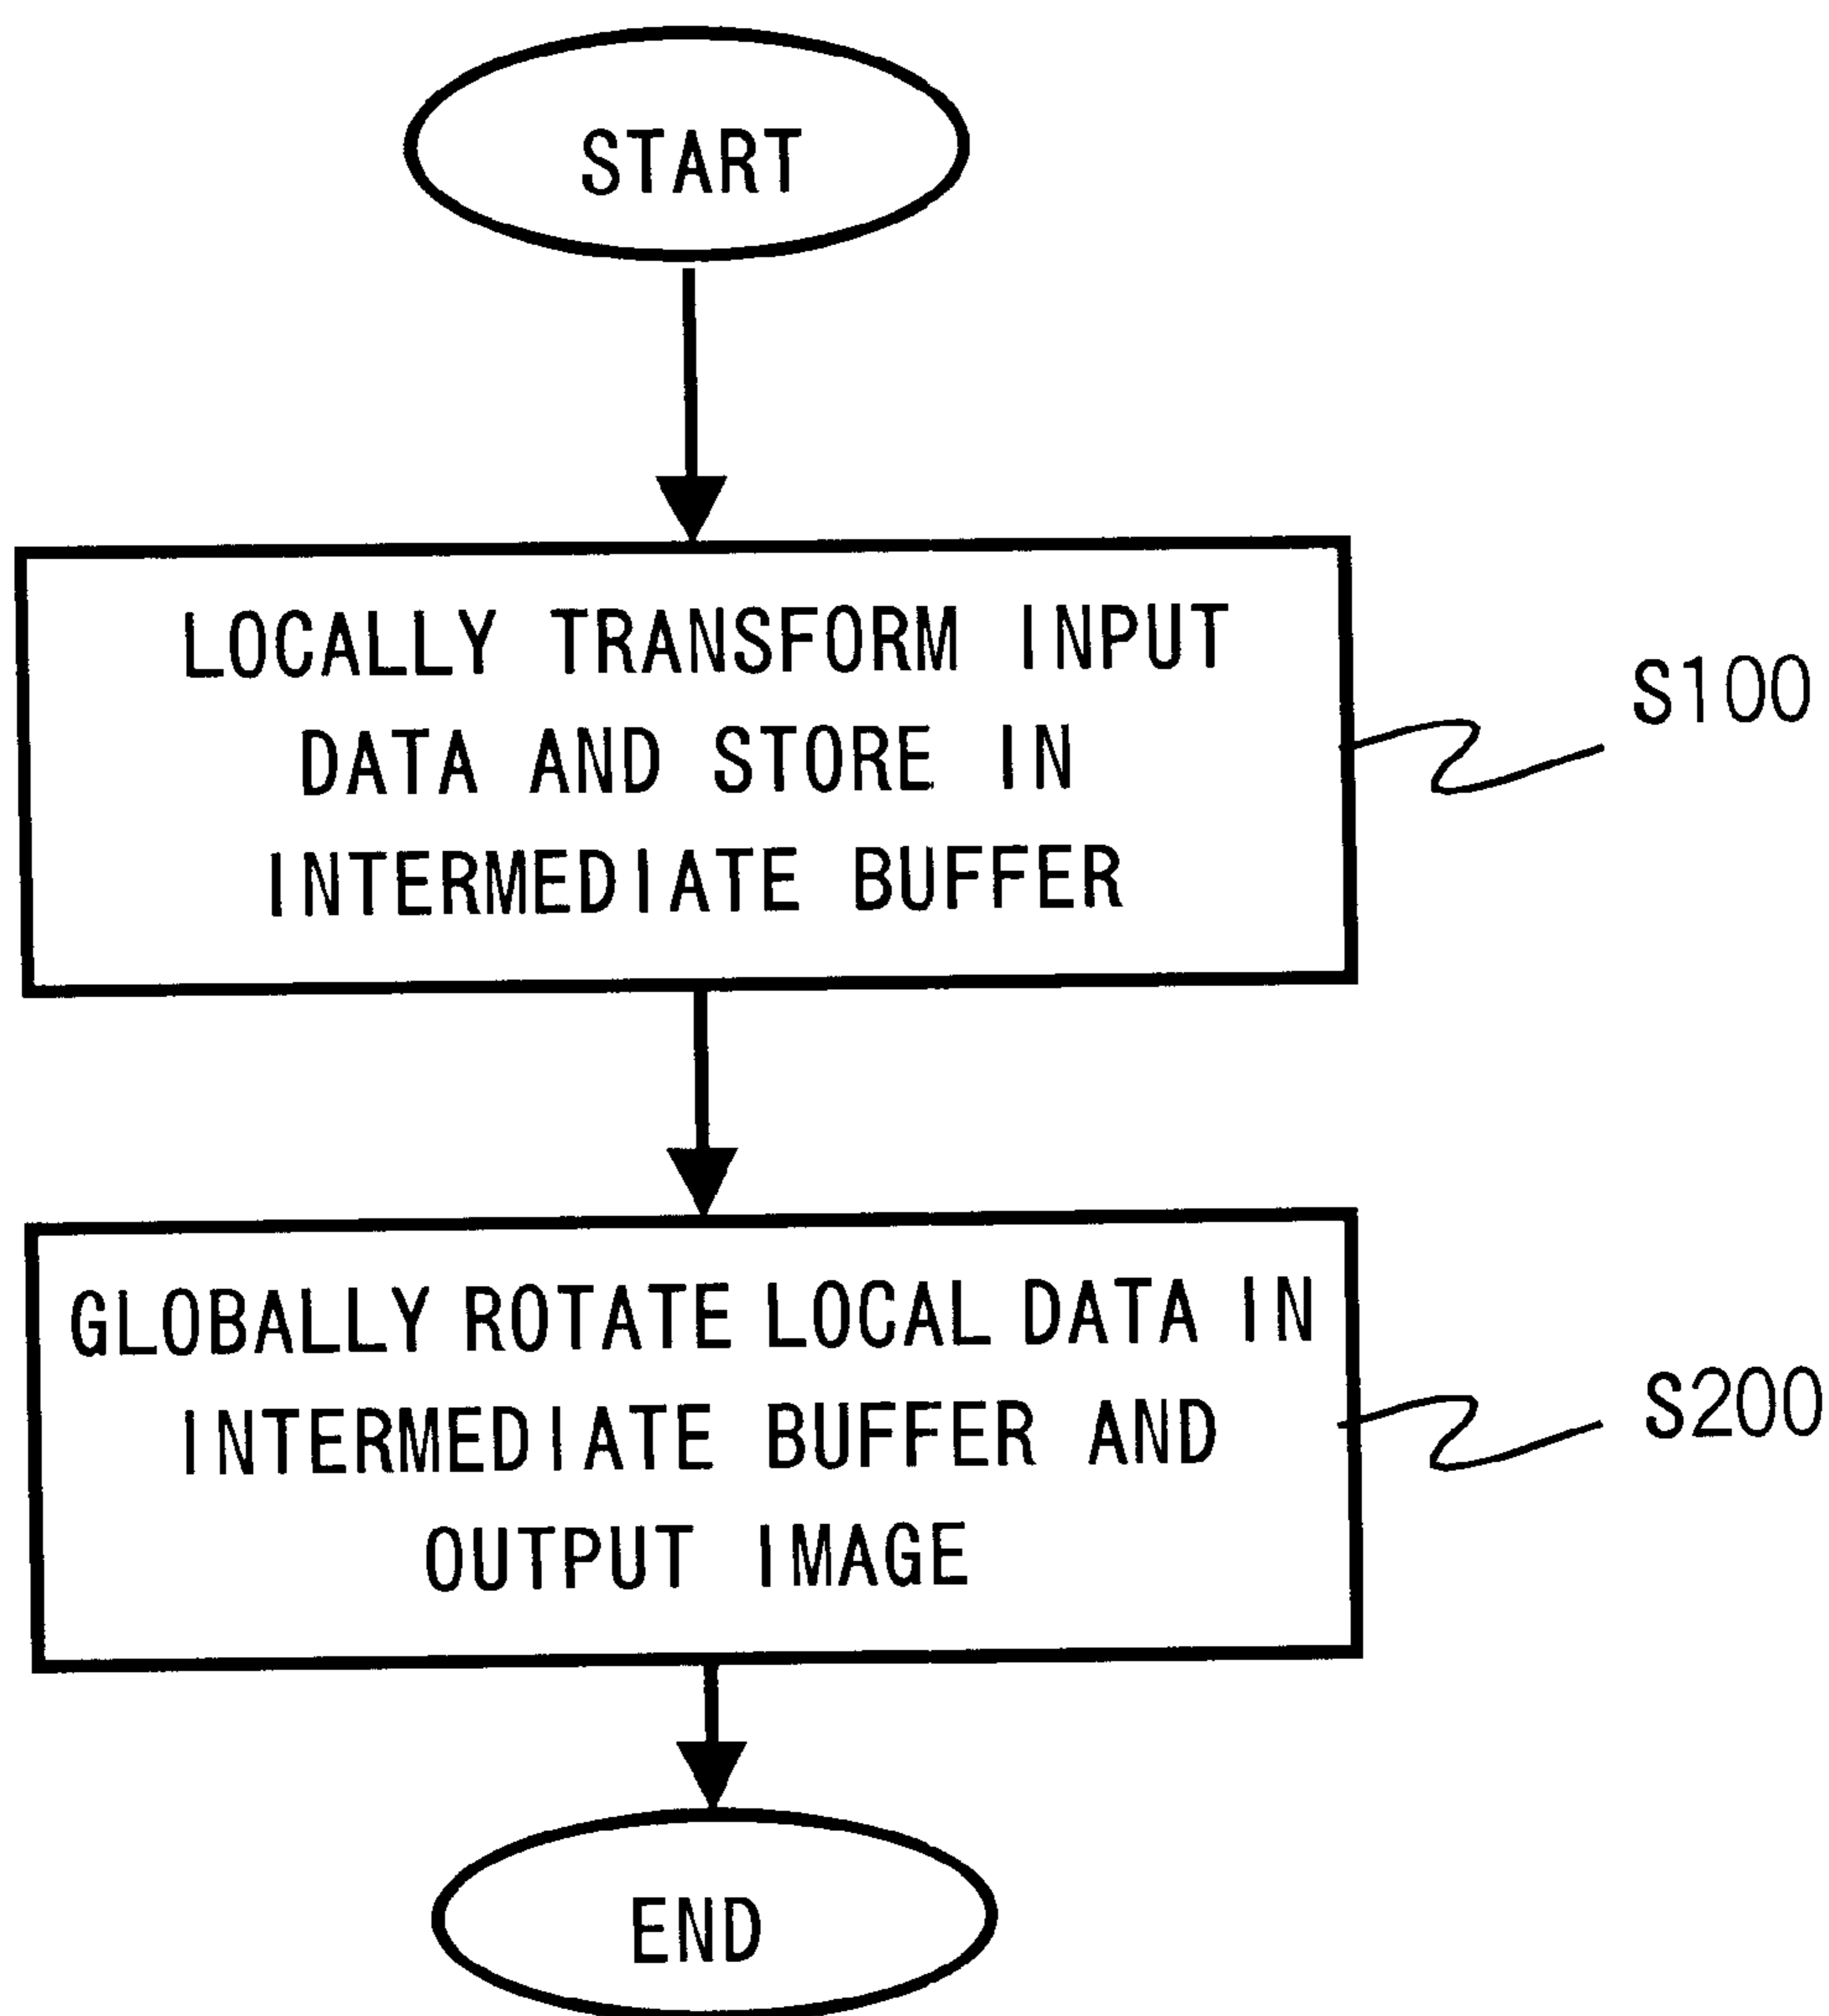 START
LOCALLY TRANSFORM INPUT
DATA AND STORE IN
INTERMEDIATE BUFFER
S100
GLOBALLY ROTATE LOCAL DATA IN
INTERMEDIATE BUFFER AND
OUTPUT IMAGE
S200
END